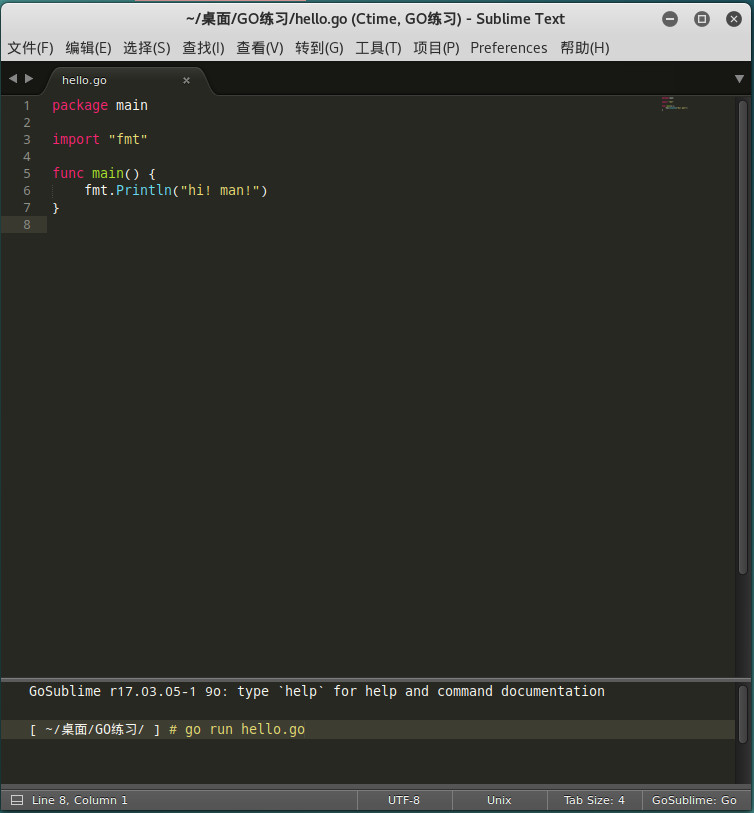 ~/桌面/GO练习/hello.go (Ctime, GO练习) - Sublime Text
文件(F) 编辑(E) 选择(S) 查找(I) 查看(V) 转到(G) 工具(T) 项目(P) Preferences 帮助(H)
hello.go
1 package main
2
3 import "fmt"
4
5 func main() {
6     fmt.Println("hi! man!")
7 }
8
GoSublime r17.03.05-1 9o: type `help` for help and command documentation
[ ~/桌面/GO练习/ ] # go run hello.go
Line 8, Column 1 UTF-8 Unix Tab Size: 4 GoSublime: Go